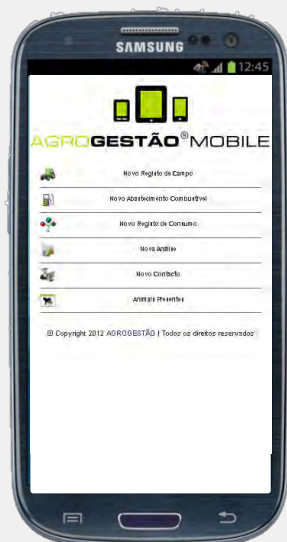 SAMSUNG
12:45
AGROGESTÃO® MOBILE
Novo Registo de Campo
Novo Abastecimento Combustível
Novo Registo de Consumo
Nova Análise
Novo Contacto
Animais Presentes
© Copyright 2012 AGROGESTÃO | Todos os direitos reservados